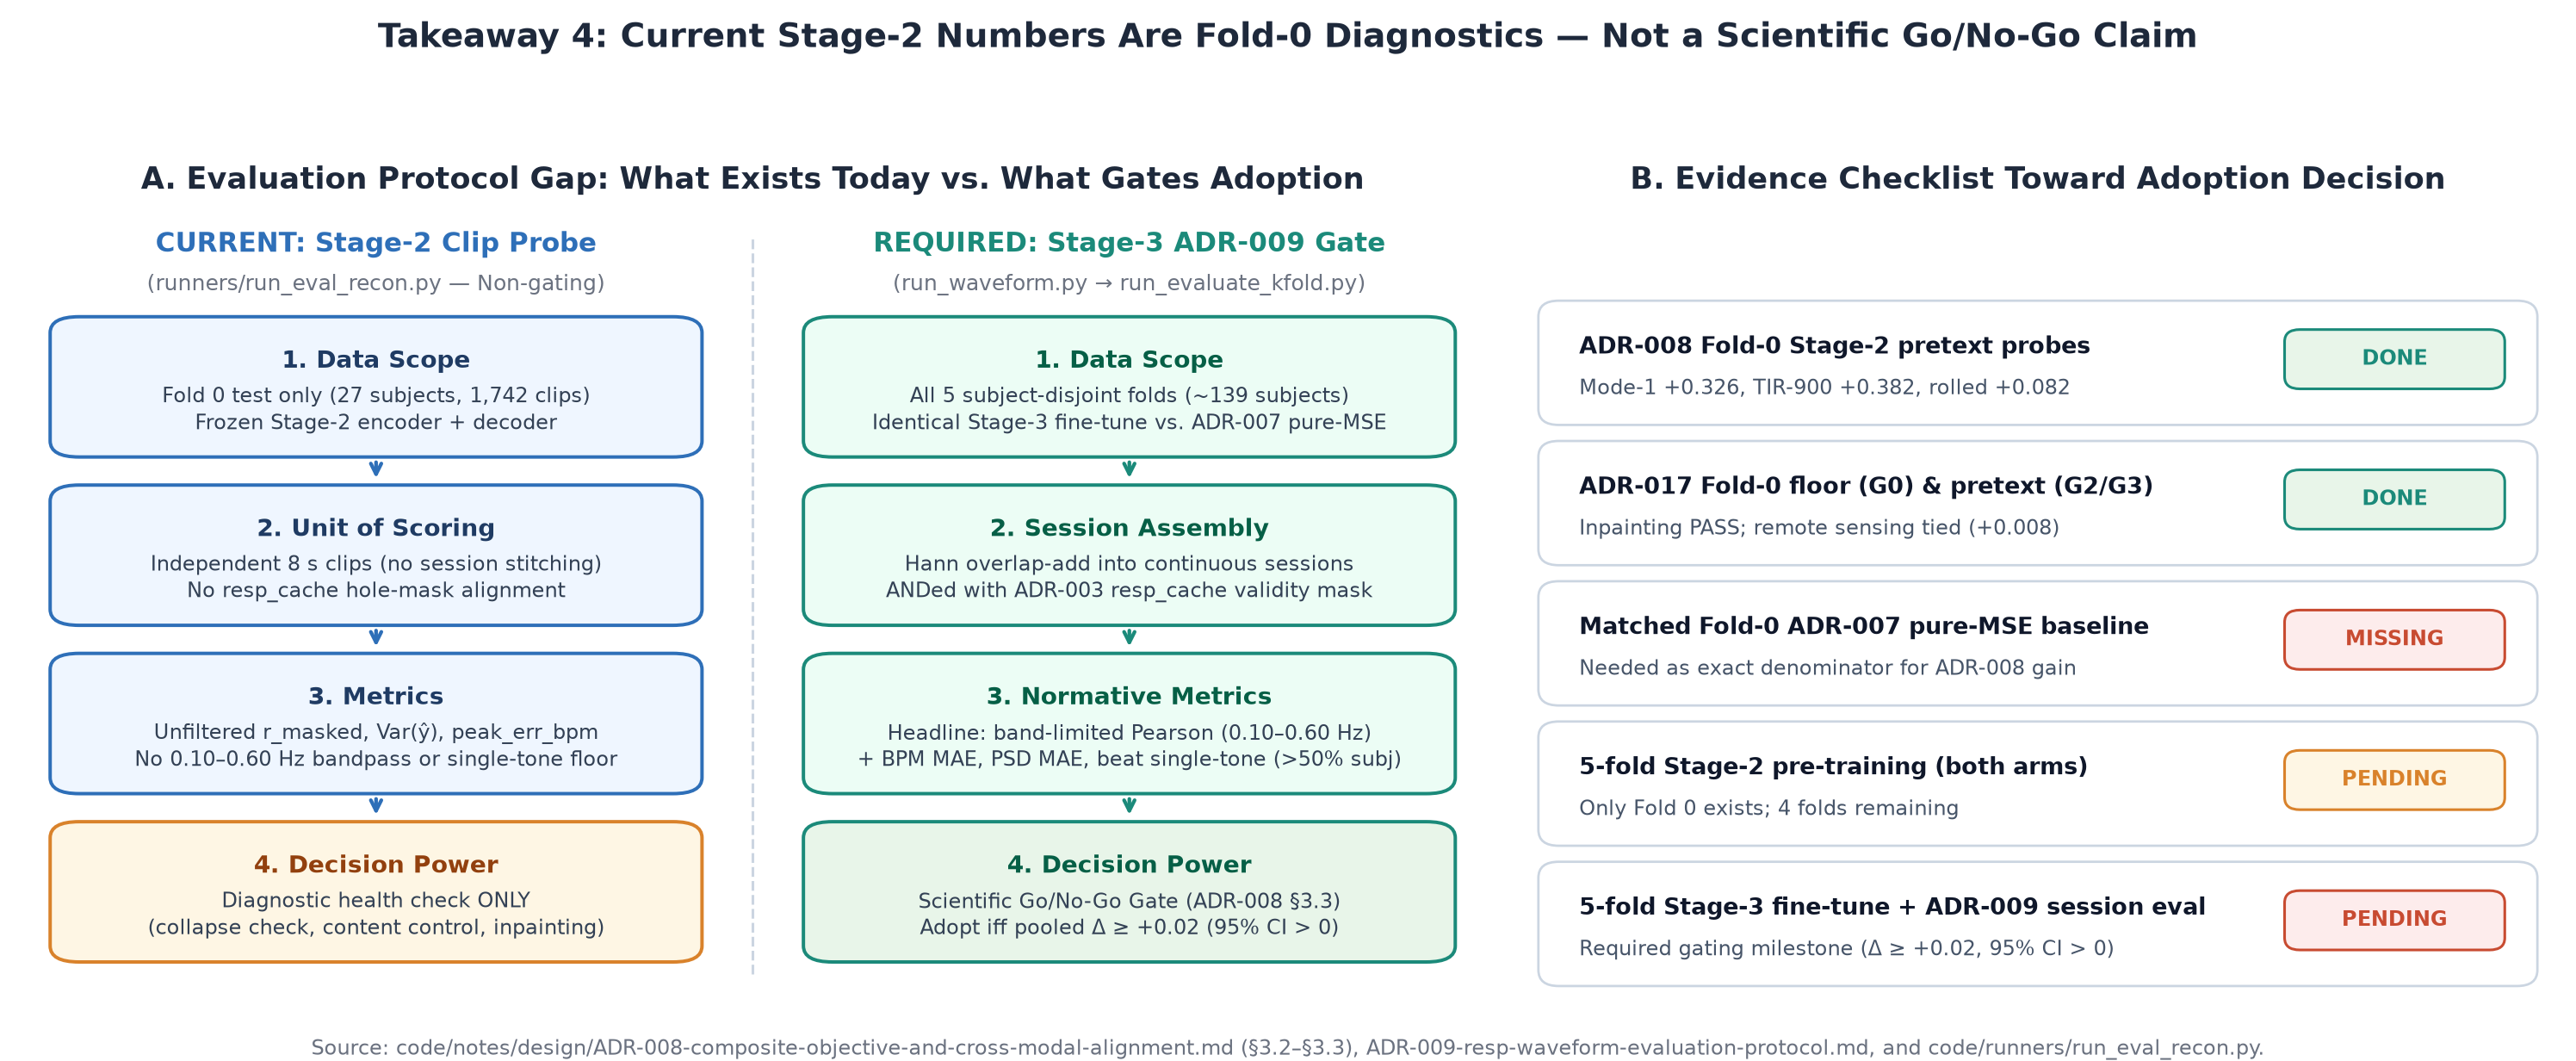 Takeaway 4: Current Stage-2 Numbers Are Fold-0 Diagnostics — Not a Scientific Go/No-Go Claim
A. Evaluation Protocol Gap: What Exists Today vs. What Gates Adoption
CURRENT: Stage-2 Clip Probe
(runners/run_eval_recon.py — Non-gating)
1. Data Scope
Fold 0 test only (27 subjects, 1,742 clips)
Frozen Stage-2 encoder + decoder
2. Unit of Scoring
Independent 8 s clips (no session stitching)
No resp_cache hole-mask alignment
3. Metrics
Unfiltered r_masked, Var(ŷ), peak_err_bpm
No 0.10–0.60 Hz bandpass or single-tone floor
4. Decision Power
Diagnostic health check ONLY
(collapse check, content control, inpainting)
REQUIRED: Stage-3 ADR-009 Gate
(run_waveform.py → run_evaluate_kfold.py)
1. Data Scope
All 5 subject-disjoint folds (~139 subjects)
Identical Stage-3 fine-tune vs. ADR-007 pure-MSE
2. Session Assembly
Hann overlap-add into continuous sessions
ANDed with ADR-003 resp_cache validity mask
3. Normative Metrics
Headline: band-limited Pearson (0.10–0.60 Hz)
+ BPM MAE, PSD MAE, beat single-tone (>50% subj)
4. Decision Power
Scientific Go/No-Go Gate (ADR-008 §3.3)
Adopt iff pooled Δ ≥ +0.02 (95% CI > 0)
B. Evidence Checklist Toward Adoption Decision
ADR-008 Fold-0 Stage-2 pretext probes
Mode-1 +0.326, TIR-900 +0.382, rolled +0.082
DONE
ADR-017 Fold-0 floor (G0) & pretext (G2/G3)
Inpainting PASS; remote sensing tied (+0.008)
DONE
Matched Fold-0 ADR-007 pure-MSE baseline
Needed as exact denominator for ADR-008 gain
MISSING
5-fold Stage-2 pre-training (both arms)
Only Fold 0 exists; 4 folds remaining
PENDING
5-fold Stage-3 fine-tune + ADR-009 session eval
Required gating milestone (Δ ≥ +0.02, 95% CI > 0)
PENDING
Source: code/notes/design/ADR-008-composite-objective-and-cross-modal-alignment.md (§3.2–§3.3), ADR-009-resp-waveform-evaluation-protocol.md, and code/runners/run_eval_recon.py.